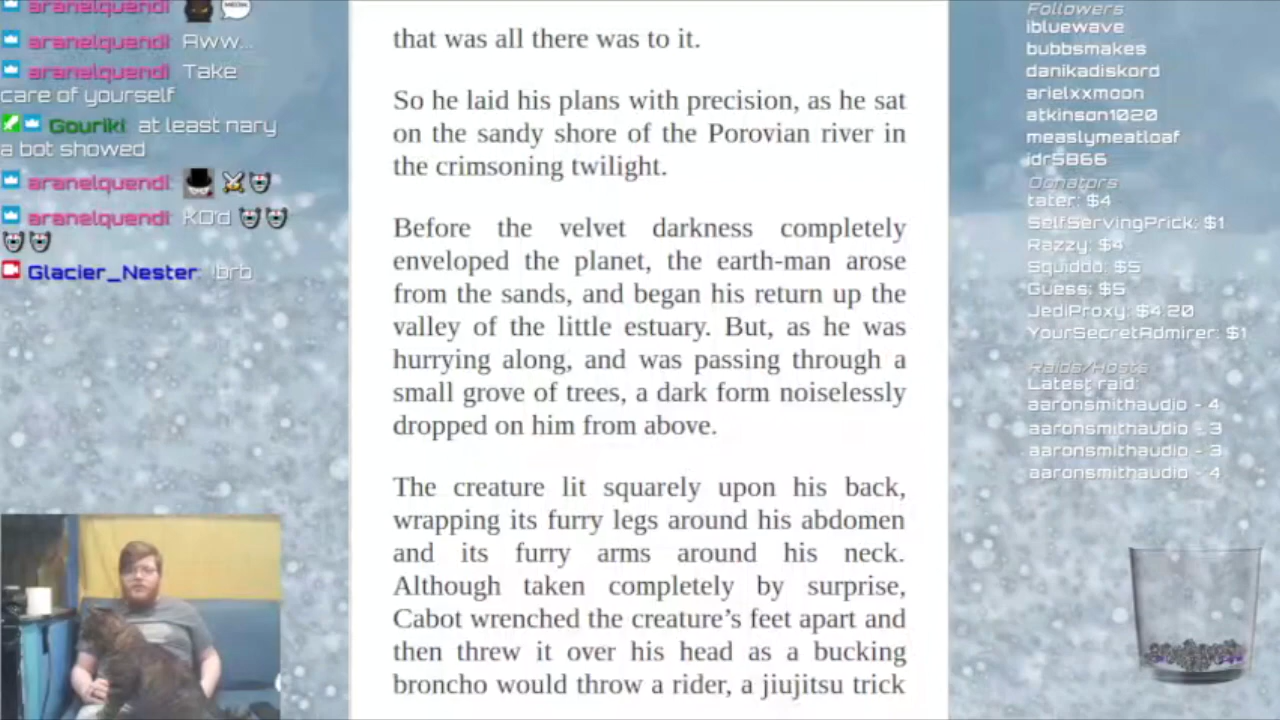 aranelquendi:
aranelquendi: Aww...
aranelquendi: Take
care of yourself
Gouriki: at least nary
a bot showed
aranelquendi:
aranelquendi: KO'd
Glacier_Nester: !brb
that was all there was to it.
So he laid his plans with precision, as he sat
on the sandy shore of the Porovian river in
the crimsoning twilight.
Before the velvet darkness completely
enveloped the planet, the earth-man arose
from the sands, and began his return up the
valley of the little estuary. But, as he was
hurrying along, and was passing through a
small grove of trees, a dark form noiselessly
dropped on him from above.
The creature lit squarely upon his back,
wrapping its furry legs around his abdomen
and its furry arms around his neck.
Although taken completely by surprise,
Cabot wrenched the creature’s feet apart and
then threw it over his head as a bucking
broncho would throw a rider, a jiujitsu trick
Followers
ibluewave
bubbsmakes
danikadiskord
arielxxmoon
atkinson1020
measlymeatloaf
idr5866
Donators
tater: $4
SelfServingPrick: $1
Razzy: $4
Squiddo: $5
Guess: $5
JediProxy: $4.20
YourSecretAdmirer: $1
Raids/Hosts
Latest raid:
aaronsmithaudio - 4
aaronsmithaudio - 3
aaronsmithaudio - 3
aaronsmithaudio - 4